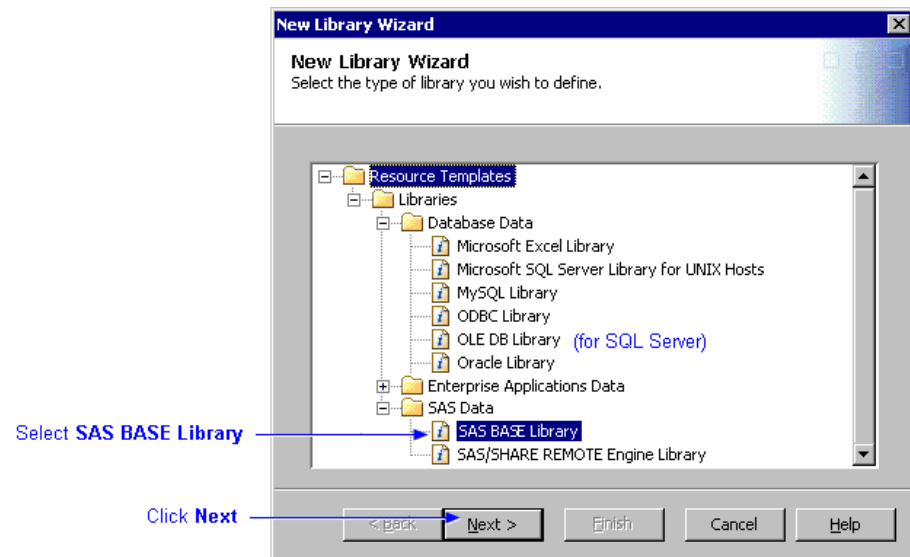 New Library Wizard
New Library Wizard
Select the type of library you wish to define.
Resource Templates
Libraries
Database Data
Microsoft Excel Library
Microsoft SQL Server Library for UNIX Hosts
MySQL Library
ODBC Library
OLE DB Library (for SQL Server)
Oracle Library
Enterprise Applications Data
SAS Data
Select SAS BASE Library
SAS BASE Library
SAS/SHARE REMOTE Engine Library
Click Next
< Back Next > Finish Cancel Help